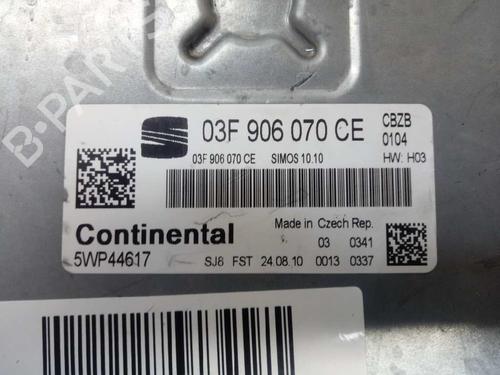 03F 906 070 CE CBZB
0104
03F 906 070 CE SIMOS 10.10 HW: H03
Continental Made in Czech Rep.
03 0341
5WP44617 SJ8 FST 24.08.10 0013 0337